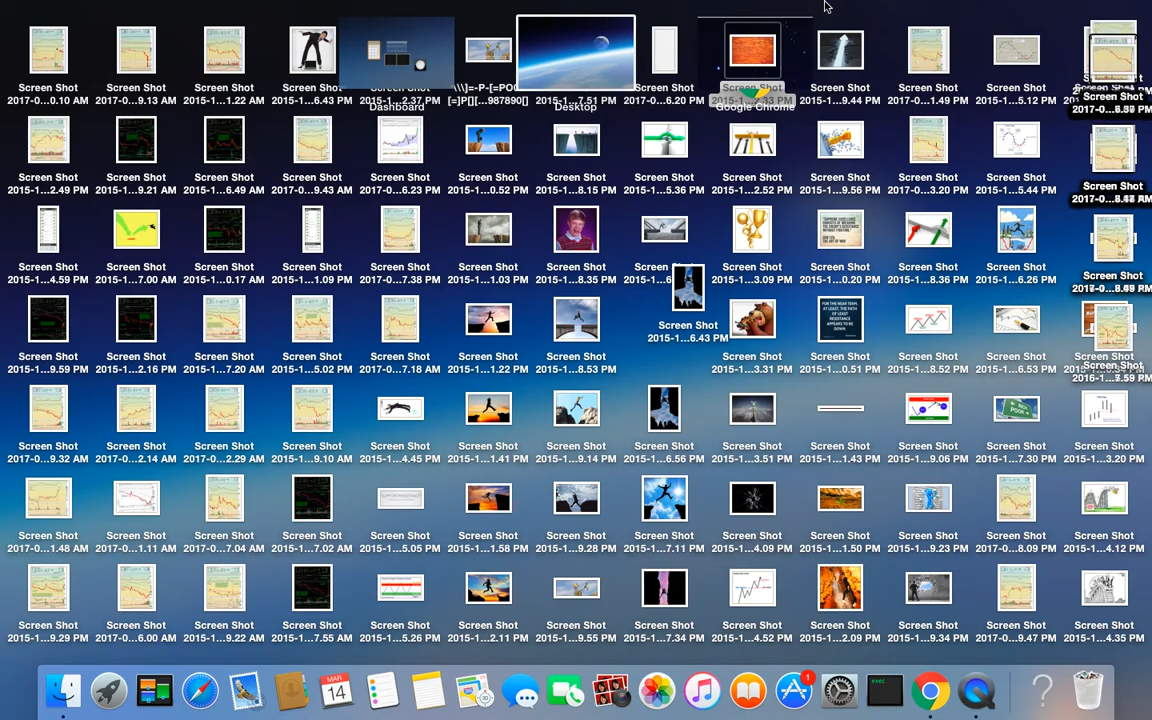 Screen Shot Screen Shot Screen Shot Screen Shot Screen Shot Screen Shot Screen Shot Screen Shot Screen Shot
2017-0...0.10 AM 2017-0...9.13 AM 2015-1...1.22 AM 2015-1...6.43 PM 2015-1...2.37 PM [=]P[][...987890[] 2015-1...7.51 PM 2017-0...6.20 PM 2015-1...9.44 PM 2017-0...1.49 PM 2015-1...5.12 PM
Dashboard Desktop Google Chrome
Screen Shot Screen Shot Screen Shot Screen Shot Screen Shot Screen Shot Screen Shot Screen Shot Screen Shot Screen Shot Screen Shot Screen Shot Screen Shot
2015-1...2.49 PM 2015-1...9.21 AM 2015-1...6.49 AM 2017-0...9.43 AM 2017-0...6.23 PM 2015-1...0.52 PM 2015-1...8.15 PM 2015-1...5.36 PM 2015-1...2.52 PM 2015-1...9.56 PM 2017-0...3.20 PM 2015-1...5.44 PM
Screen Shot Screen Shot Screen Shot Screen Shot Screen Shot Screen Shot Screen Shot Screen Screen Shot Screen Shot Screen Shot Screen Shot
2015-1...4.59 PM 2015-1...7.00 AM 2015-1...0.17 AM 2015-1...1.09 PM 2017-0...7.38 PM 2015-1...1.03 PM 2015-1...8.35 PM 2015-1...6 2015-1...3.09 PM 2015-1...0.20 PM 2015-1...8.36 PM 2015-1...6.26 PM
Screen Shot
2015-1...6.43 PM
Screen Shot Screen Shot Screen Shot Screen Shot Screen Shot Screen Shot Screen Shot Screen Shot Screen Shot Screen Shot Screen Shot
2015-1...9.59 PM 2015-1...2.16 PM 2015-1...7.20 AM 2015-1...5.02 PM 2017-0...7.18 AM 2015-1...1.22 PM 2015-1...8.53 PM 2015-1...3.31 PM 2015-1...0.51 PM 2015-1...8.52 PM 2015-1...6.53 PM
Screen Shot Screen Shot Screen Shot Screen Shot Screen Shot Screen Shot Screen Shot Screen Shot Screen Shot Screen Shot Screen Shot Screen Shot Screen Shot
2017-0...9.32 AM 2017-0...2.14 AM 2017-0...2.29 AM 2015-1...9.10 AM 2015-1...4.45 PM 2015-1...1.41 PM 2015-1...9.14 PM 2015-1...6.56 PM 2015-1...3.51 PM 2015-1...1.43 PM 2015-1...9.06 PM 2015-1...7.30 PM 2015-1...3.20 PM
Screen Shot Screen Shot Screen Shot Screen Shot Screen Shot Screen Shot Screen Shot Screen Shot Screen Shot Screen Shot Screen Shot Screen Shot Screen Shot
2017-0...1.48 AM 2017-0...1.11 AM 2017-0...7.04 AM 2015-1...7.02 AM 2015-1...5.05 PM 2015-1...1.58 PM 2015-1...9.28 PM 2015-1...7.11 PM 2015-1...4.09 PM 2015-1...1.50 PM 2015-1...9.23 PM 2017-0...8.09 PM 2015-1...4.12 PM
Screen Shot Screen Shot Screen Shot Screen Shot Screen Shot Screen Shot Screen Shot Screen Shot Screen Shot Screen Shot Screen Shot Screen Shot Screen Shot
2015-1...9.29 PM 2017-0...6.00 AM 2015-1...9.22 AM 2015-1...7.55 AM 2015-1...5.26 PM 2015-1...2.11 PM 2015-1...9.55 PM 2015-1...7.34 PM 2015-1...4.52 PM 2015-1...2.09 PM 2015-1...9.34 PM 2017-0...9.47 PM 2015-1...4.35 PM
MAR
14
1